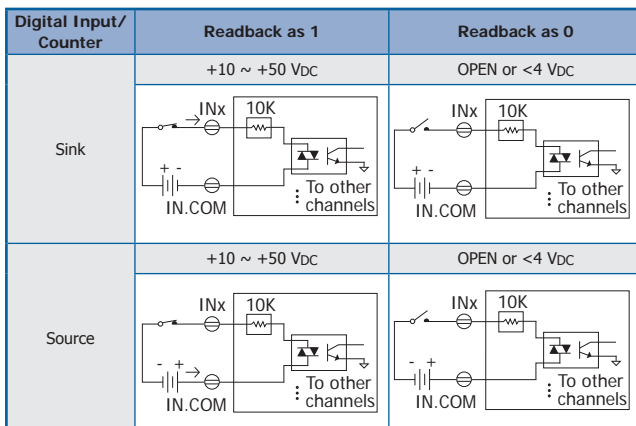 Digital Input/
Counter
Readback as 1
Readback as 0
Sink
+10 ~ +50 VDC
OPEN or <4 VDC
INx
10K
+ -
IN.COM
To other
channels
INx
10K
+ -
IN.COM
To other
channels
Source
+10 ~ +50 VDC
OPEN or <4 VDC
INx
10K
- +
IN.COM
To other
channels
INx
10K
- +
IN.COM
To other
channels